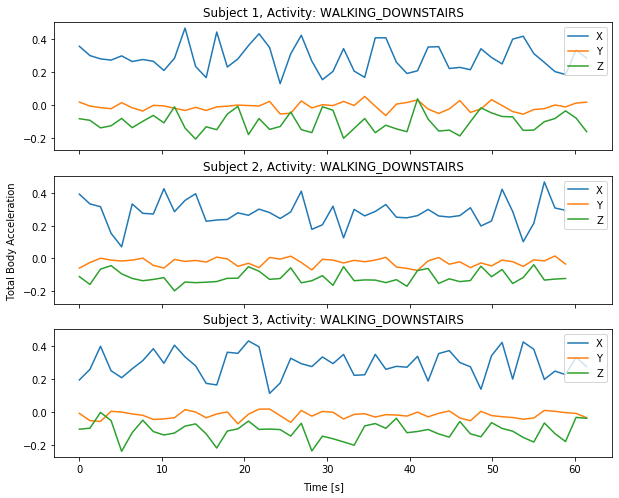 Subject 1, Activity: WALKING_DOWNSTAIRS
0.4
0.2
0.0
−0.2
X
Y
Z
Subject 2, Activity: WALKING_DOWNSTAIRS
0.4
0.2
0.0
−0.2
X
Y
Z
Total Body Acceleration
Subject 3, Activity: WALKING_DOWNSTAIRS
0.4
0.2
0.0
−0.2
X
Y
Z
0 10 20 30 40 50 60
Time [s]